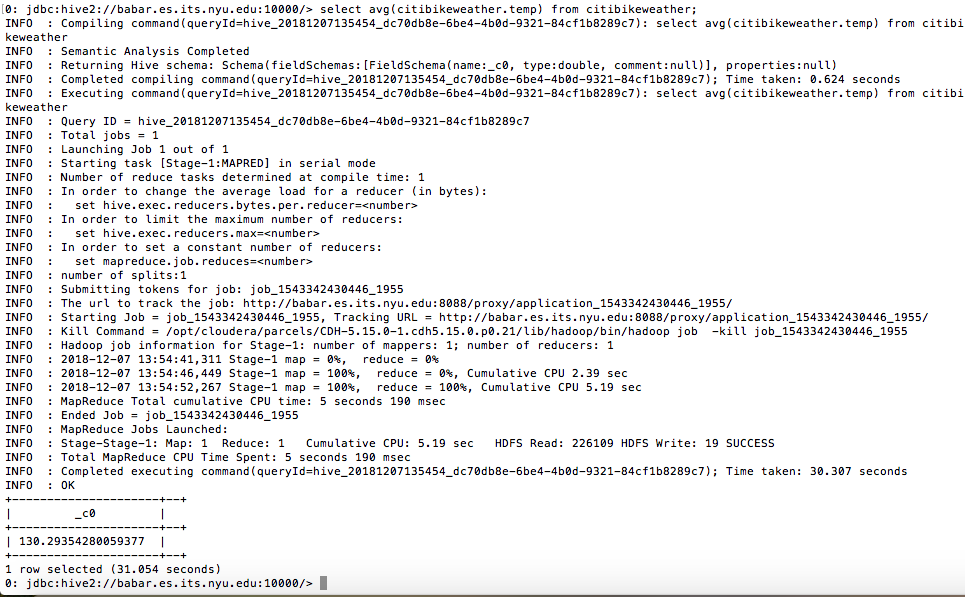 0: jdbc:hive2://babar.es.its.nyu.edu:10000/> select avg(citibikeweather.temp) from citibikeweather;
INFO  : Compiling command(queryId=hive_20181207135454_dc70db8e-6be4-4b0d-9321-84cf1b8289c7): select avg(citibikeweather.temp) from citibi
keweather
INFO  : Semantic Analysis Completed
INFO  : Returning Hive schema: Schema(fieldSchemas:[FieldSchema(name:_c0, type:double, comment:null)], properties:null)
INFO  : Completed compiling command(queryId=hive_20181207135454_dc70db8e-6be4-4b0d-9321-84cf1b8289c7); Time taken: 0.624 seconds
INFO  : Executing command(queryId=hive_20181207135454_dc70db8e-6be4-4b0d-9321-84cf1b8289c7): select avg(citibikeweather.temp) from citibi
keweather
INFO  : Query ID = hive_20181207135454_dc70db8e-6be4-4b0d-9321-84cf1b8289c7
INFO  : Total jobs = 1
INFO  : Launching Job 1 out of 1
INFO  : Starting task [Stage-1:MAPRED] in serial mode
INFO  : Number of reduce tasks determined at compile time: 1
INFO  : In order to change the average load for a reducer (in bytes):
INFO  :   set hive.exec.reducers.bytes.per.reducer=<number>
INFO  : In order to limit the maximum number of reducers:
INFO  :   set hive.exec.reducers.max=<number>
INFO  : In order to set a constant number of reducers:
INFO  :   set mapreduce.job.reduces=<number>
INFO  : number of splits:1
INFO  : Submitting tokens for job: job_1543342430446_1955
INFO  : The url to track the job: http://babar.es.its.nyu.edu:8088/proxy/application_1543342430446_1955/
INFO  : Starting Job = job_1543342430446_1955, Tracking URL = http://babar.es.its.nyu.edu:8088/proxy/application_1543342430446_1955/
INFO  : Kill Command = /opt/cloudera/parcels/CDH-5.15.0-1.cdh5.15.0.p0.21/lib/hadoop/bin/hadoop job  -kill job_1543342430446_1955
INFO  : Hadoop job information for Stage-1: number of mappers: 1; number of reducers: 1
INFO  : 2018-12-07 13:54:41,311 Stage-1 map = 0%,  reduce = 0%
INFO  : 2018-12-07 13:54:46,449 Stage-1 map = 100%,  reduce = 0%, Cumulative CPU 2.39 sec
INFO  : 2018-12-07 13:54:52,267 Stage-1 map = 100%,  reduce = 100%, Cumulative CPU 5.19 sec
INFO  : MapReduce Total cumulative CPU time: 5 seconds 190 msec
INFO  : Ended Job = job_1543342430446_1955
INFO  : MapReduce Jobs Launched:
INFO  : Stage-Stage-1: Map: 1  Reduce: 1   Cumulative CPU: 5.19 sec   HDFS Read: 226109 HDFS Write: 19 SUCCESS
INFO  : Total MapReduce CPU Time Spent: 5 seconds 190 msec
INFO  : Completed executing command(queryId=hive_20181207135454_dc70db8e-6be4-4b0d-9321-84cf1b8289c7); Time taken: 30.307 seconds
INFO  : OK
+---------------------+--+
|         _c0         |
+---------------------+--+
| 130.29354280059377  |
+---------------------+--+
1 row selected (31.054 seconds)
0: jdbc:hive2://babar.es.its.nyu.edu:10000/>